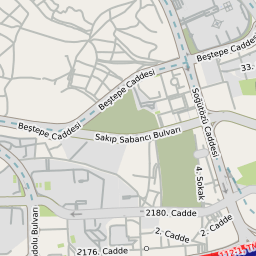 Beştepe Caddesi
33.
Beştepe Caddesi
Söğütözü Caddesi
Beştepe Caddesi
Sakıp Sabancı Bulvarı
4. Sokak
2180. Cadde
2. Cadde
2. Cadde
2176. Cadde